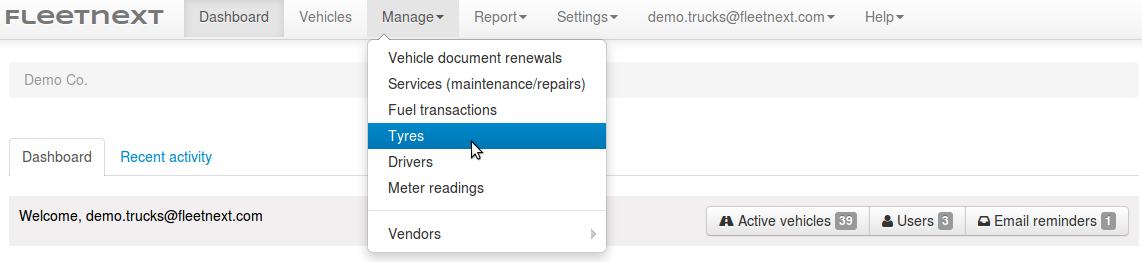 FLEETNEXT Dashboard Vehicles Manage Report Settings demo.trucks@fleetnext.com Help
Vehicle document renewals
Demo Co.
Services (maintenance/repairs)
Fuel transactions
Tyres
Dashboard Recent activity
Drivers
Meter readings
Welcome, demo.trucks@fleetnext.com
Active vehicles 39 Users 3 Email reminders 1
Vendors